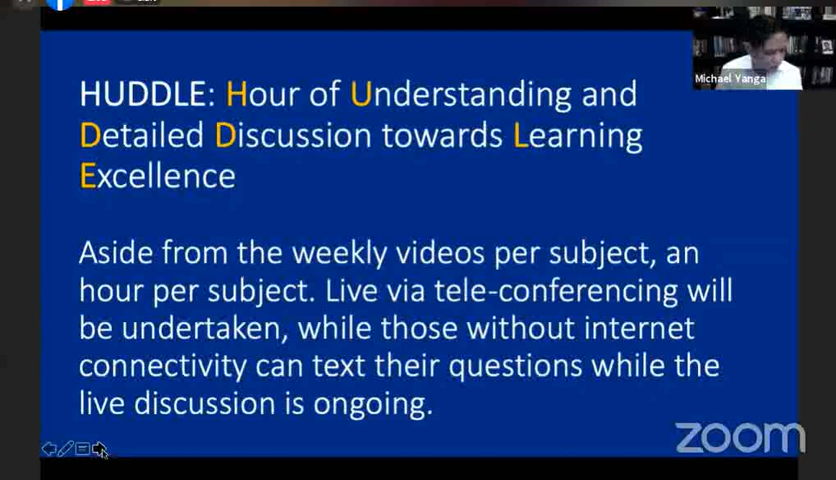 Michael Yanga
HUDDLE: Hour of Understanding and
Detailed Discussion towards Learning
Excellence
Aside from the weekly videos per subject, an
hour per subject. Live via tele-conferencing will
be undertaken, while those without internet
connectivity can text their questions while the
live discussion is ongoing.
zoom